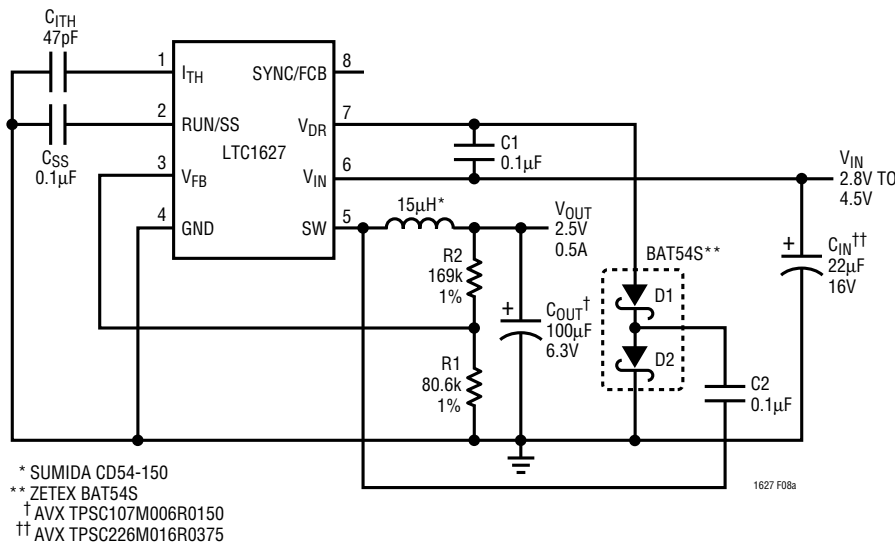 CITH
47pF
1
ITH
SYNC/FCB
8
2
RUN/SS
VDR
7
C1
0.1µF
CSS
0.1µF
LTC1627
3
VFB
VIN
6
VIN
2.8V TO
4.5V
4
GND
SW
5
15µH*
VOUT
2.5V
0.5A
R2
169k
1%
BAT54S**
+
CIN††
22µF
16V
D1
+
COUT†
100µF
6.3V
D2
R1
80.6k
1%
C2
0.1µF
* SUMIDA CD54-150
** ZETEX BAT54S
† AVX TPSC107M006R0150
†† AVX TPSC226M016R0375
1627 F08a